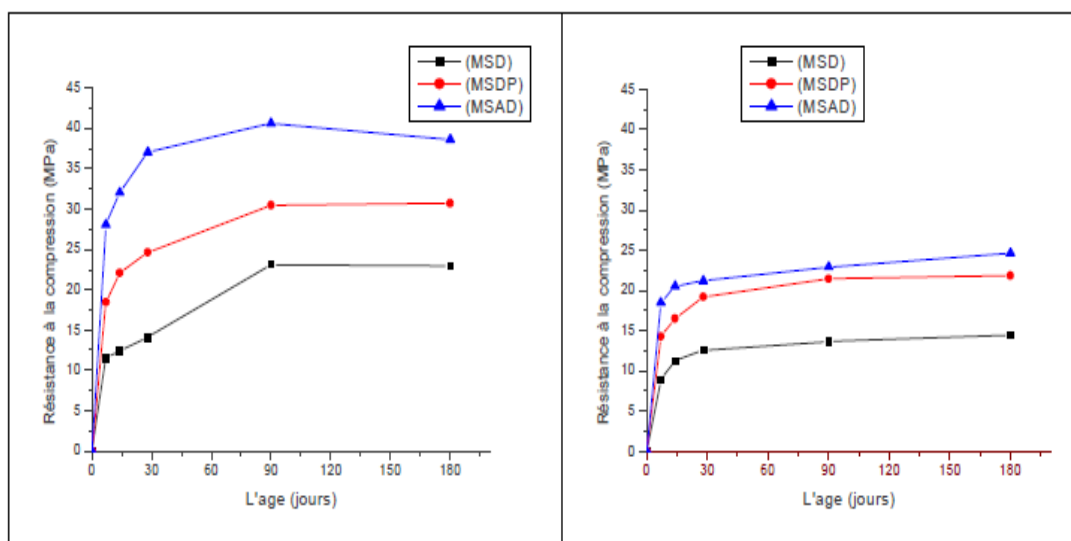 (MSD)
(MSDP)
(MSAD)
45
40
35
30
25
20
15
10
5
0
Résistance à la compression (MPa)
0 30 60 90 120 150 180
L'age (jours)
(MSD)
(MSDP)
(MSAD)
45
40
35
30
25
20
15
10
5
0
Résistance à la compression (MPa)
0 30 60 90 120 150 180
L'age (jours)